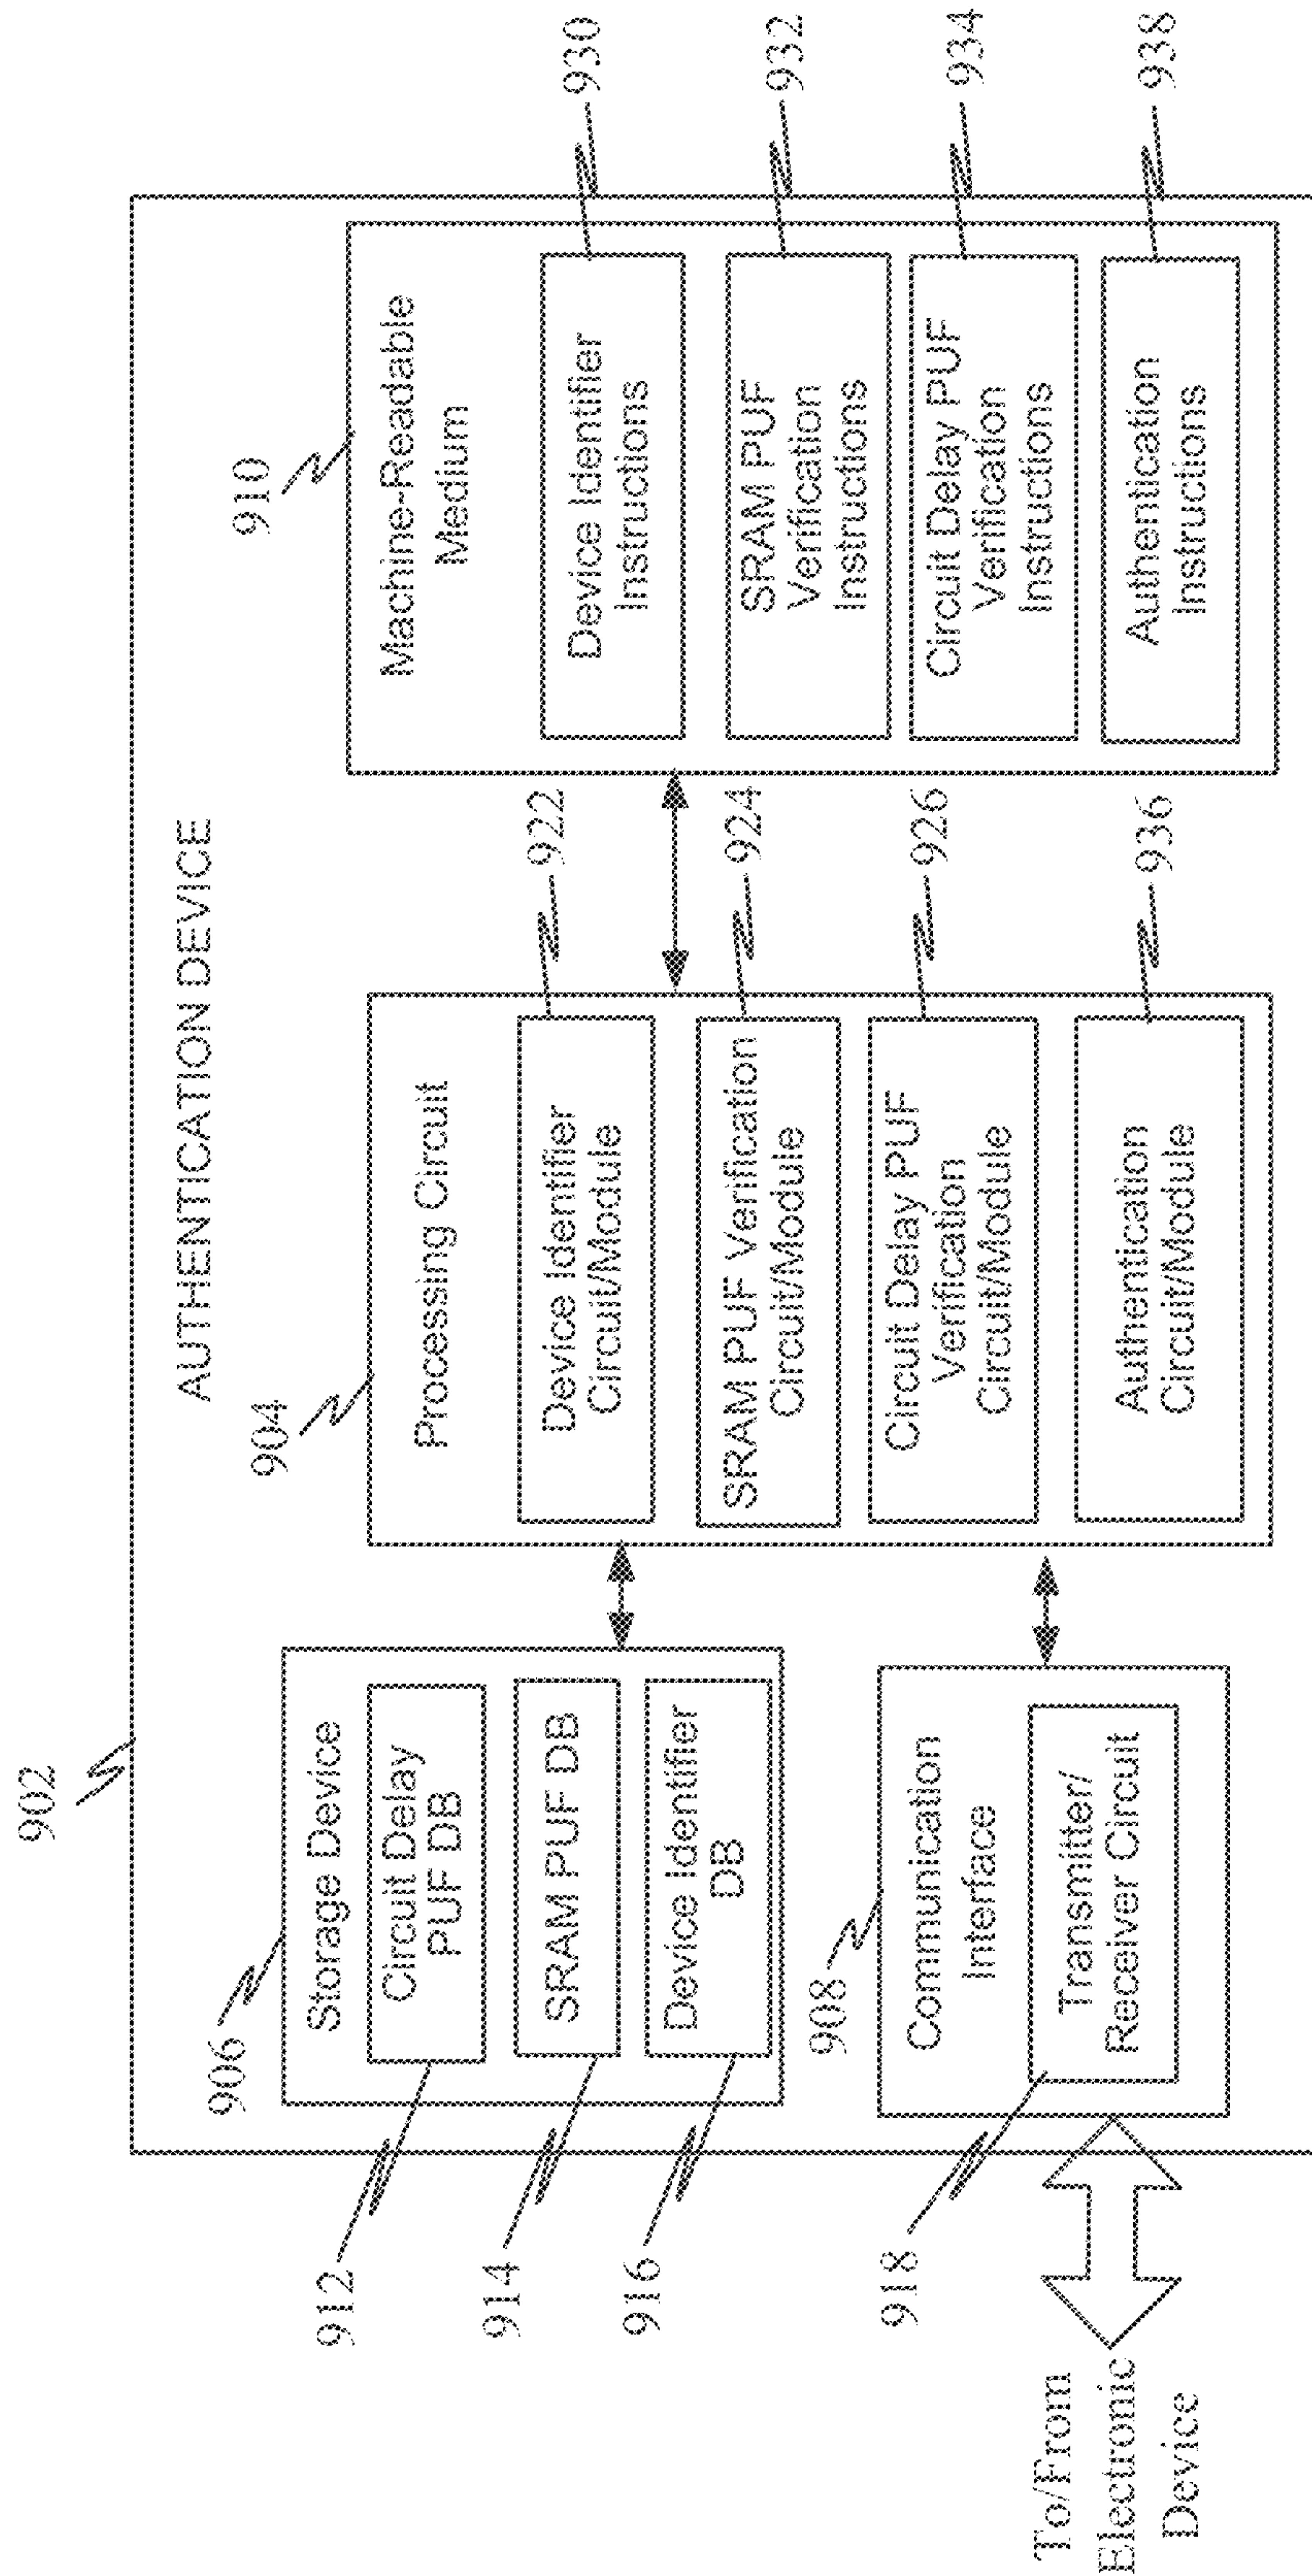 902
AUTHENTICATION DEVICE
906
Storage Device
Circuit Delay
PUF DB
SRAM PUF DB
Device Identifier
DB
912
914
916
908
Communication
Interface
Transmitter/
Receiver Circuit
918
To/From
Electronic
Device
904
Processing Circuit
Device Identifier
Circuit/Module
922
SRAM PUF Verification
Circuit/Module
924
Circuit Delay PUF
Verification
Circuit/Module
926
Authentication
Circuit/Module
936
910
Machine-Readable
Medium
Device Identifier
Instructions
930
SRAM PUF
Verification
Instructions
932
Circuit Delay PUF
Verification
Instructions
934
Authentication
Instructions
938